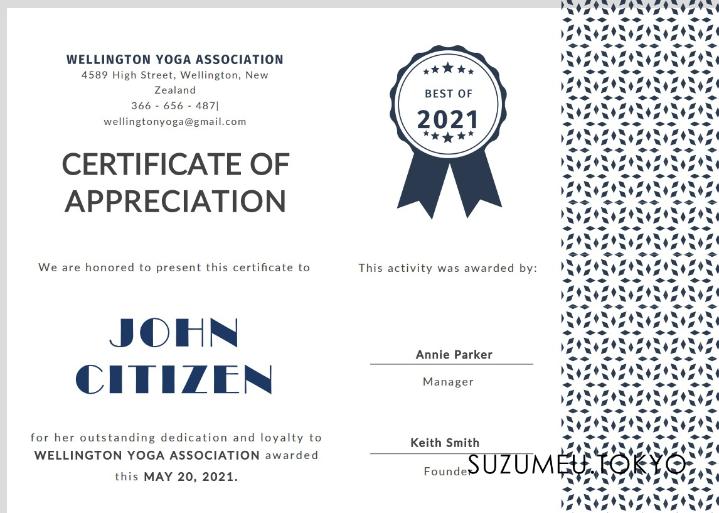 WELLINGTON YOGA ASSOCIATION
4589 High Street, Wellington, New
Zealand
366 - 656 - 487|
wellingtonyoga@gmail.com
CERTIFICATE OF
APPRECIATION
We are honored to present this certificate to
JOHN
CITIZEN
for her outstanding dedication and loyalty to
WELLINGTON YOGA ASSOCIATION awarded
this MAY 20, 2021.
BEST OF
2021
This activity was awarded by:
Annie Parker
Manager
Keith Smith
Founder
SUZUMEU.TOKYO